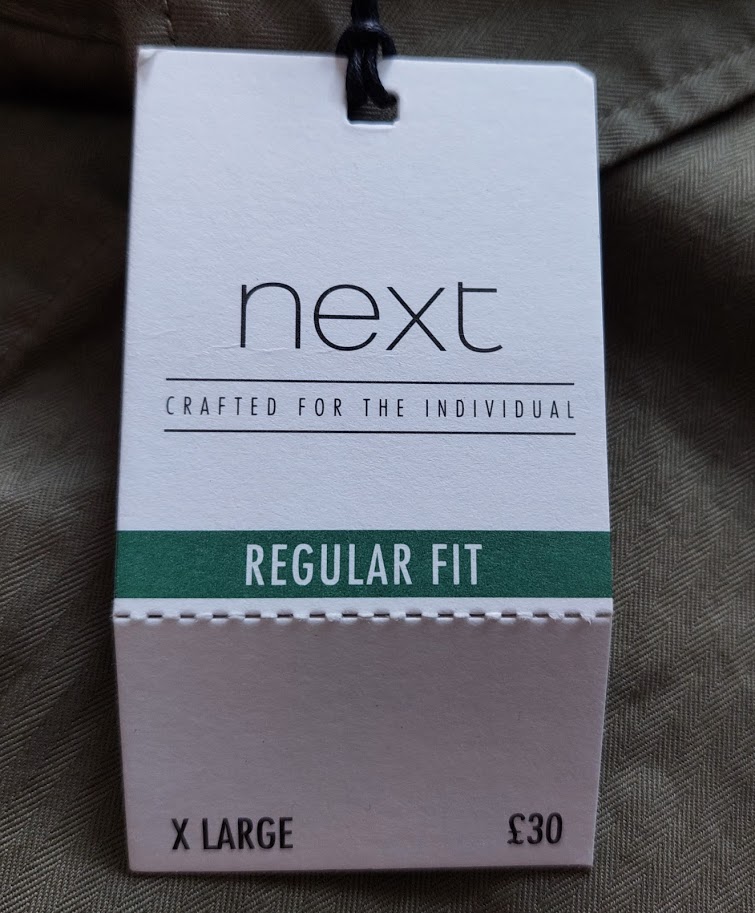 next
CRAFTED FOR THE INDIVIDUAL
REGULAR FIT
X LARGE £30